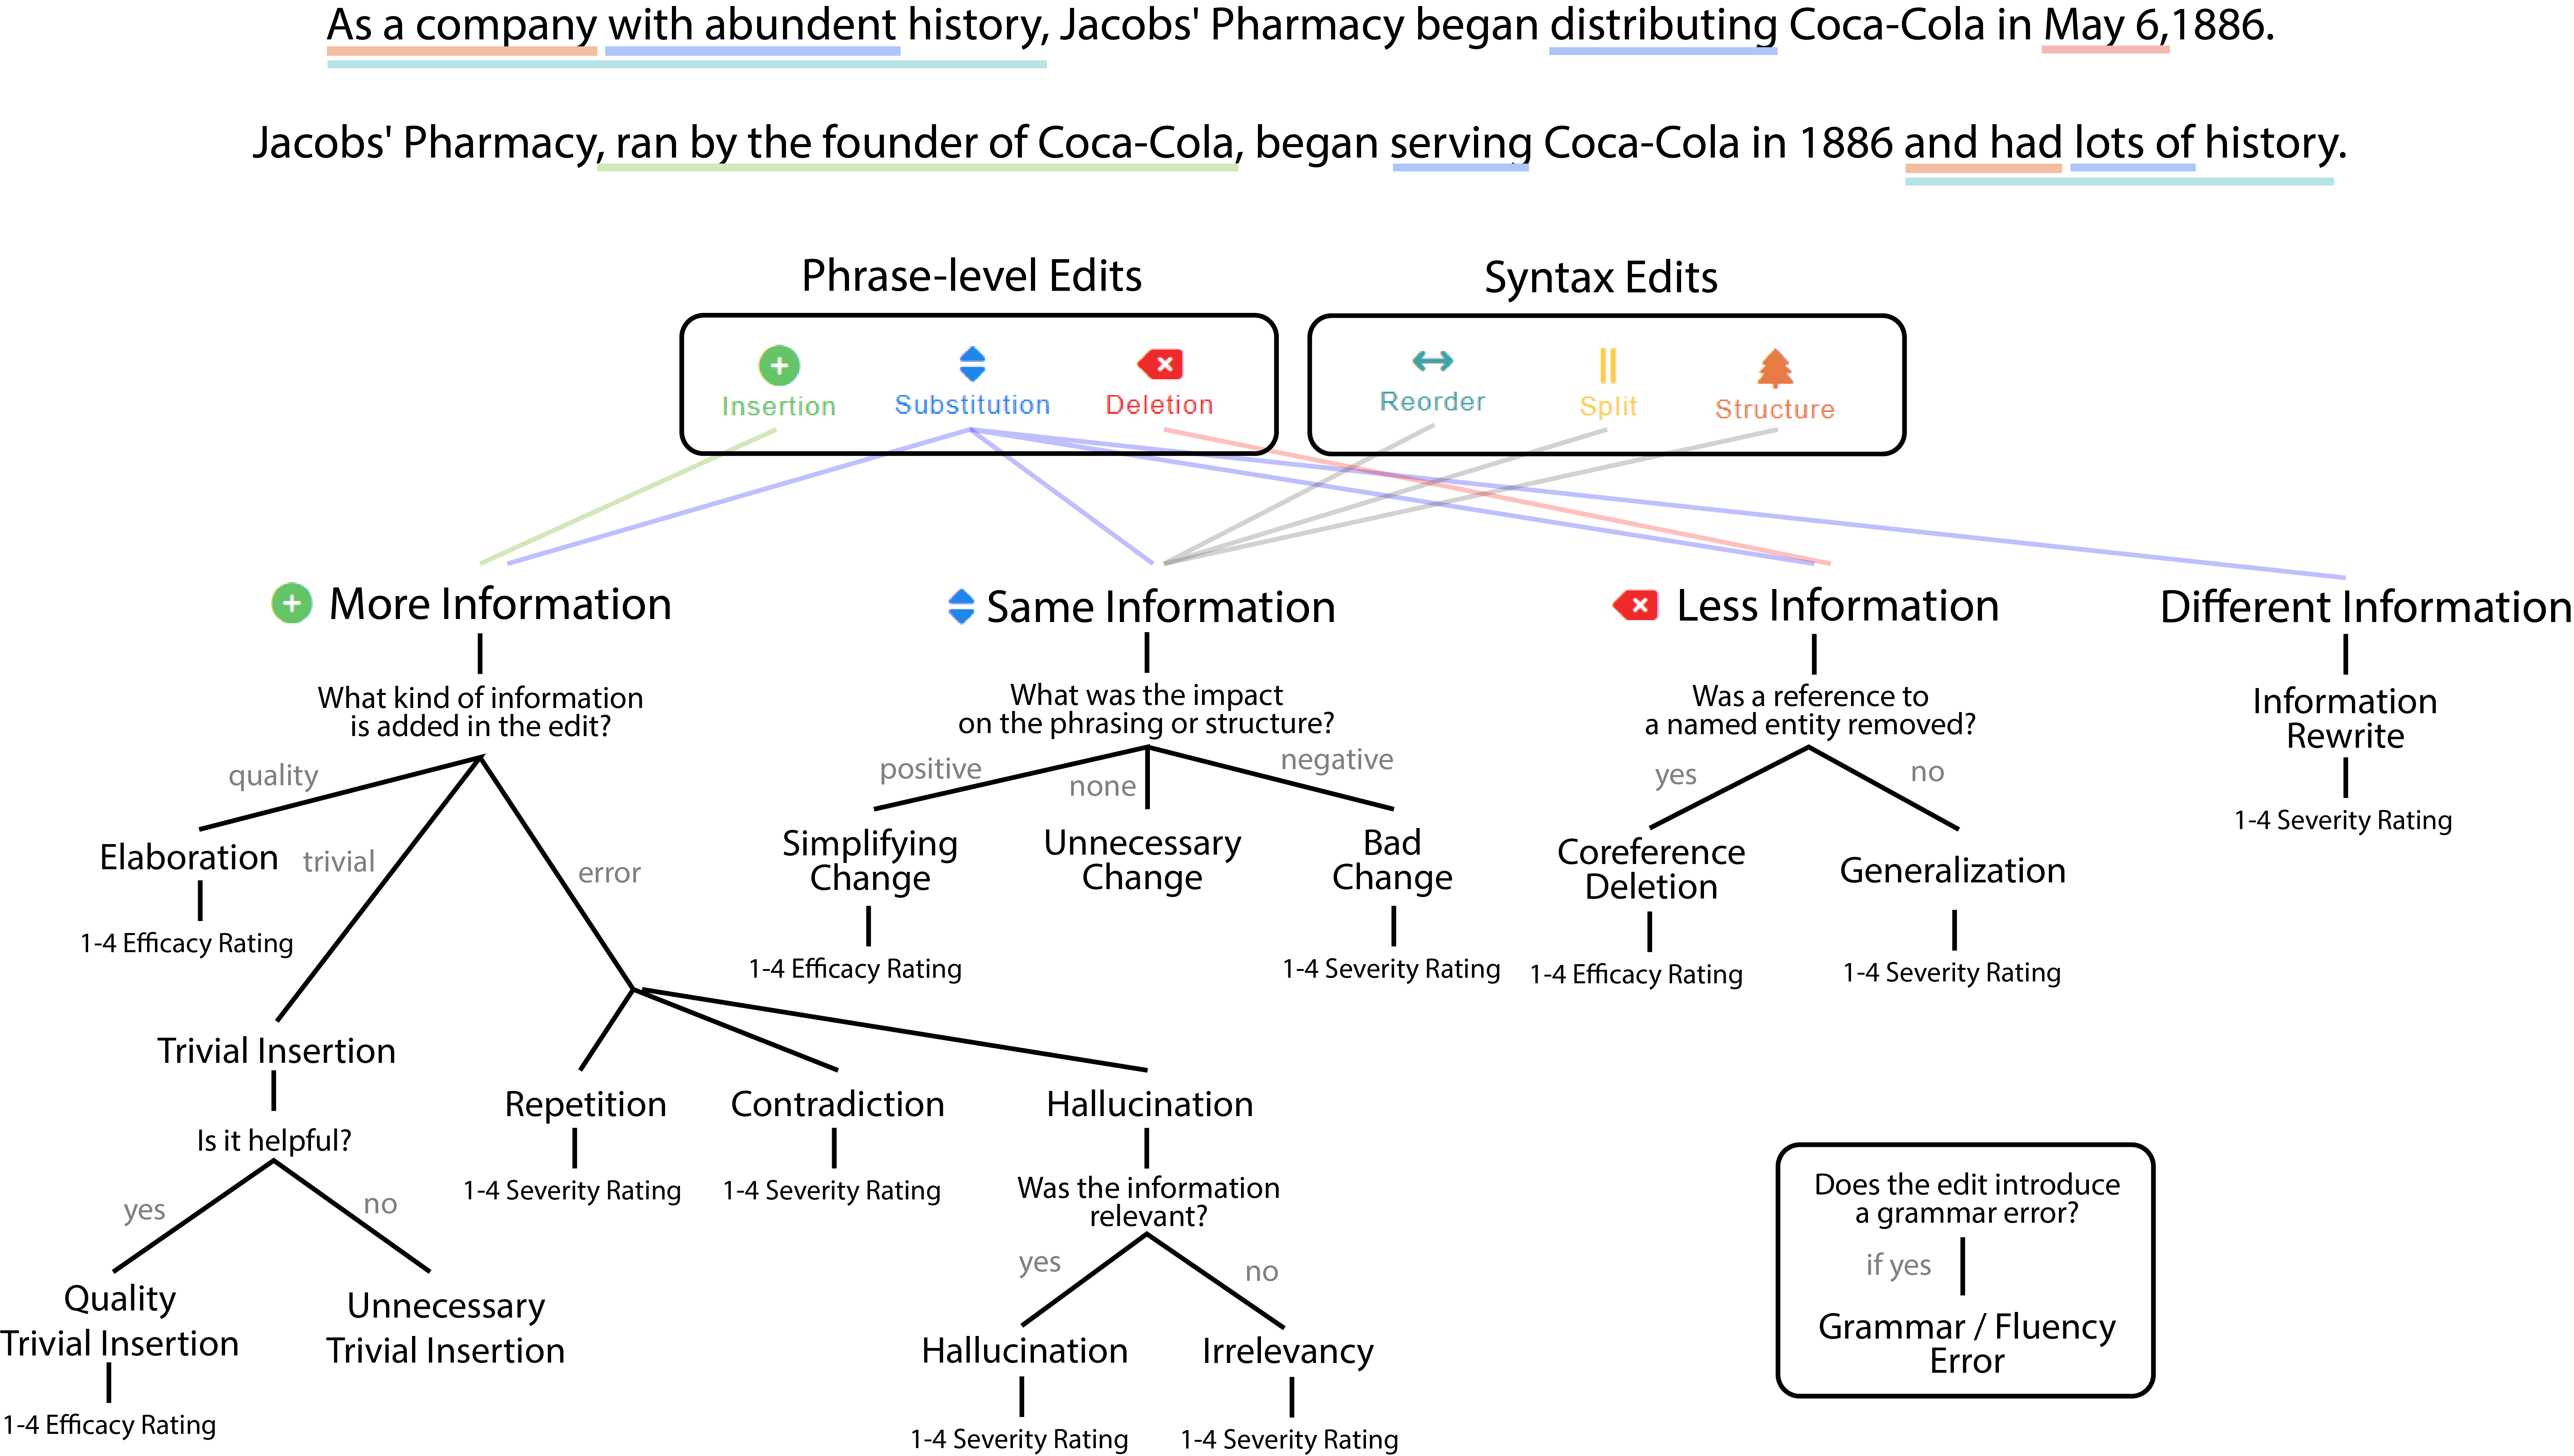 As a company with abundent history, Jacobs' Pharmacy began distributing Coca-Cola in May 6,1886.
Jacobs' Pharmacy, ran by the founder of Coca-Cola, began serving Coca-Cola in 1886 and had lots of history.
Phrase-level Edits
Syntax Edits
Insertion
Substitution
Deletion
Reorder
Split
Structure
More Information
Same Information
Less Information
Different Information
What kind of information
is added in the edit?
What was the impact
on the phrasing or structure?
Was a reference to
a named entity removed?
Information
Rewrite
1-4 Severity Rating
quality
trivial
error
positive
none
negative
yes
no
Elaboration
1-4 Efficacy Rating
Simplifying
Change
1-4 Efficacy Rating
Unnecessary
Change
Bad
Change
1-4 Severity Rating
Coreference
Deletion
1-4 Efficacy Rating
Generalization
1-4 Severity Rating
Trivial Insertion
Is it helpful?
yes
no
Quality
Trivial Insertion
1-4 Efficacy Rating
Unnecessary
Trivial Insertion
Repetition
1-4 Severity Rating
Contradiction
1-4 Severity Rating
Hallucination
Was the information
relevant?
yes
no
Hallucination
1-4 Severity Rating
Irrelevancy
1-4 Severity Rating
Does the edit introduce
a grammar error?
if yes
Grammar / Fluency
Error